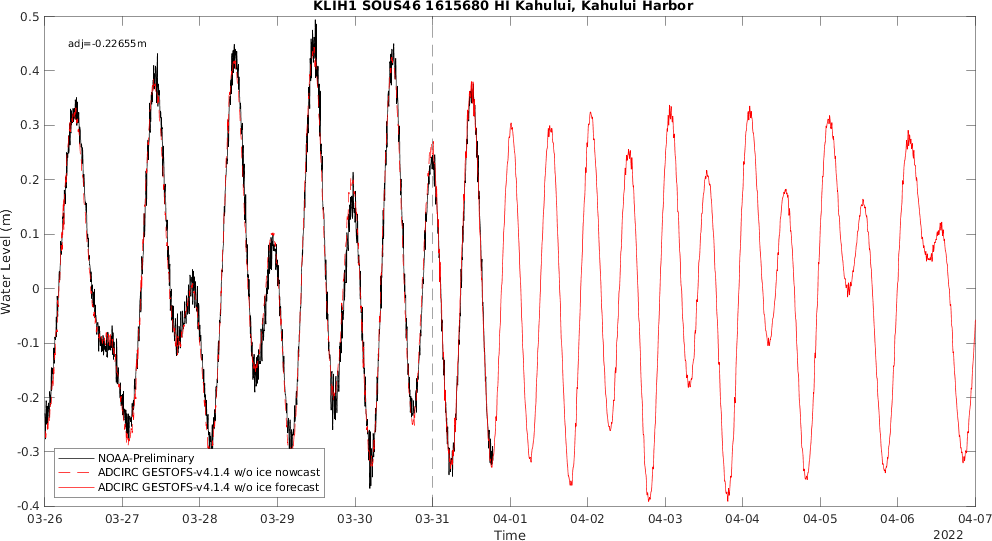 KLIH1 SOUS46 1615680 HI Kahului, Kahului Harbor
adj=-0.22655m
0.5
0.4
0.3
0.2
0.1
0
-0.1
-0.2
-0.3
-0.4
Water Level (m)
NOAA-Preliminary
ADCIRC GESTOFS-v4.1.4 w/o ice nowcast
ADCIRC GESTOFS-v4.1.4 w/o ice forecast
03-26 03-27 03-28 03-29 03-30 03-31 04-01 04-02 04-03 04-04 04-05 04-06 04-07
Time
2022